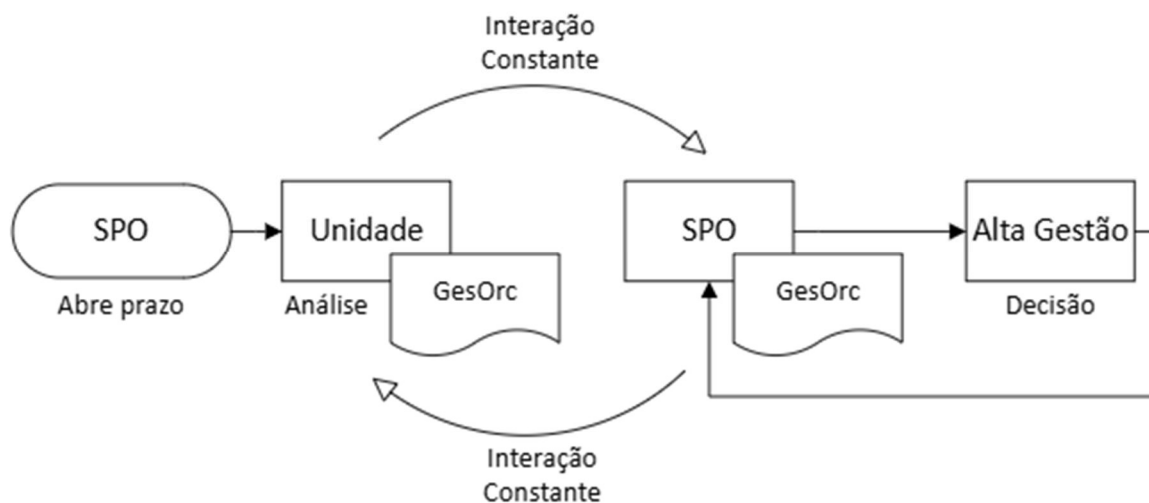 Interação
Constante
SPO
Unidade
SPO
Alta Gestão
GesOrc
GesOrc
Abre prazo
Análise
Decisão
Interação
Constante